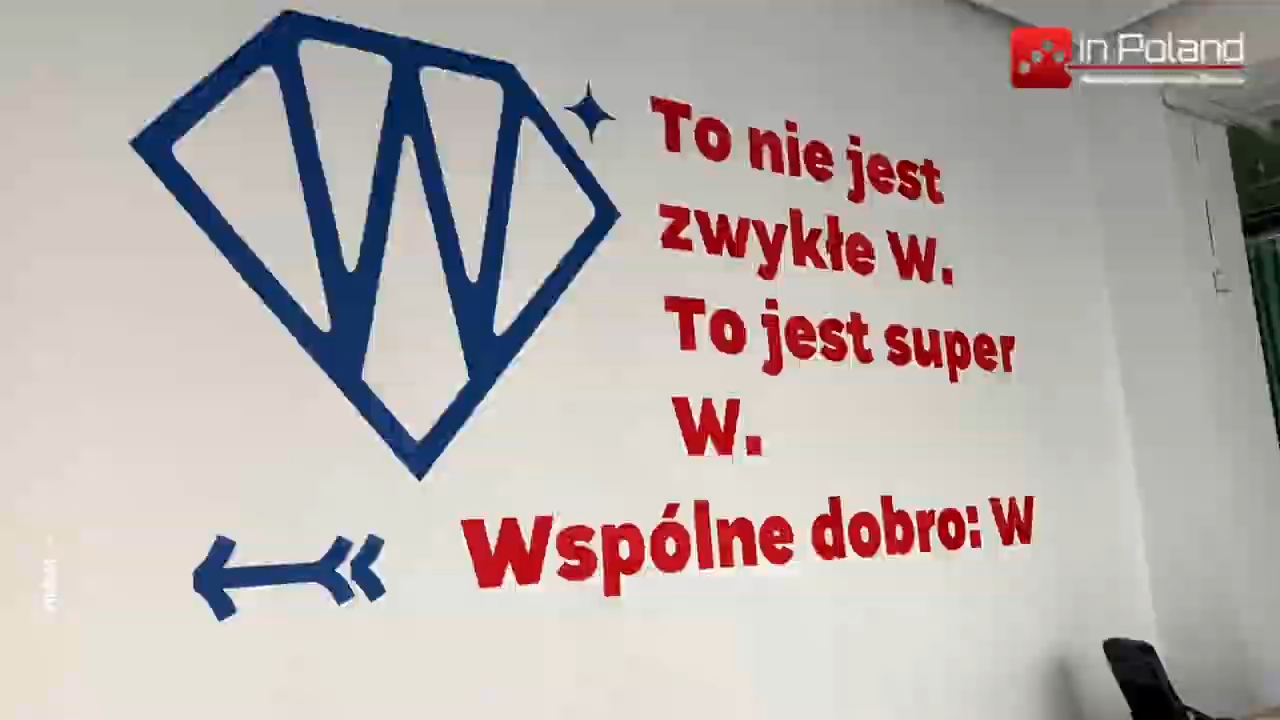 in Poland
W
To nie jest
zwykłe W.
To jest super
W.
Wspólne dobro: W